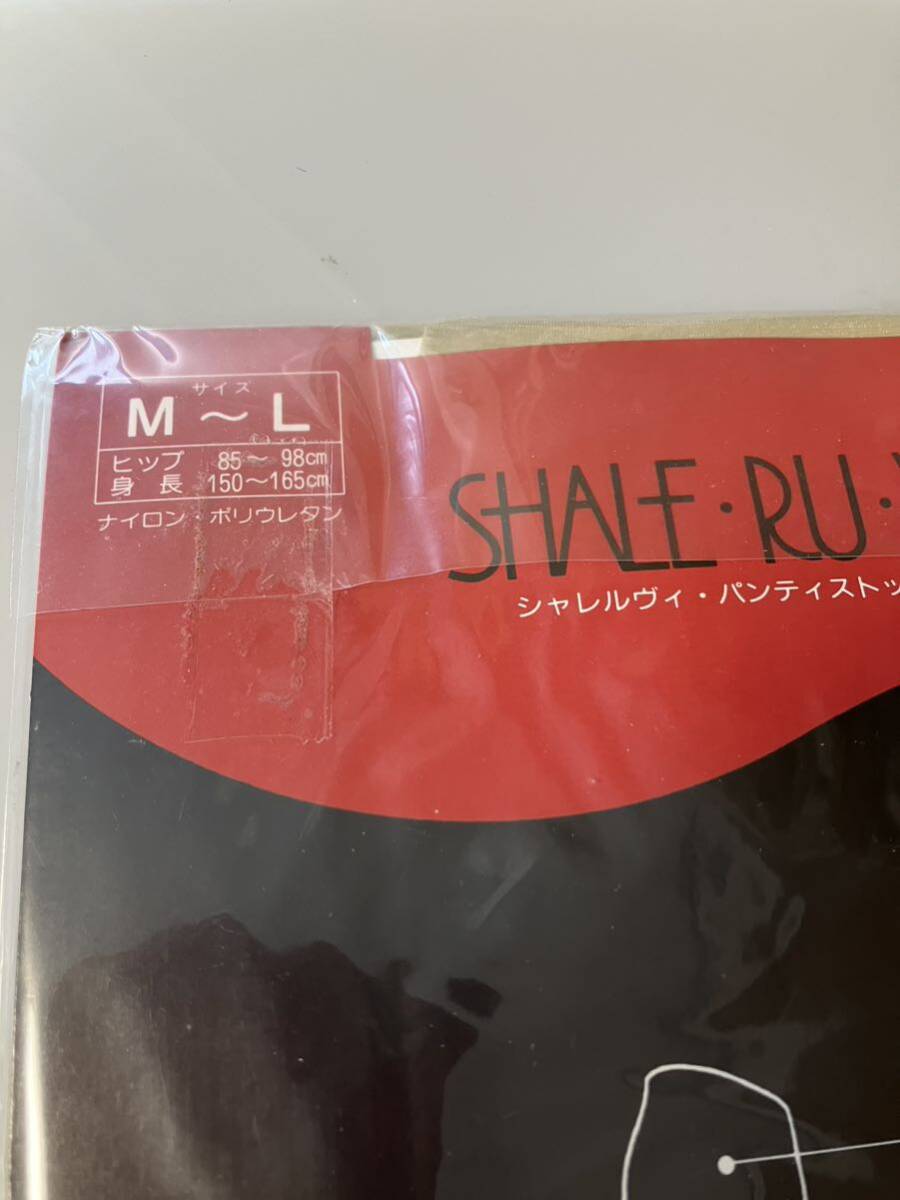 サイズ
M ～ L
ヒップ 85～ 98cm
身長 150～165cm
ナイロン・ポリウレタン
SHALE・RU・
シャレルヴィ・パンティストッ